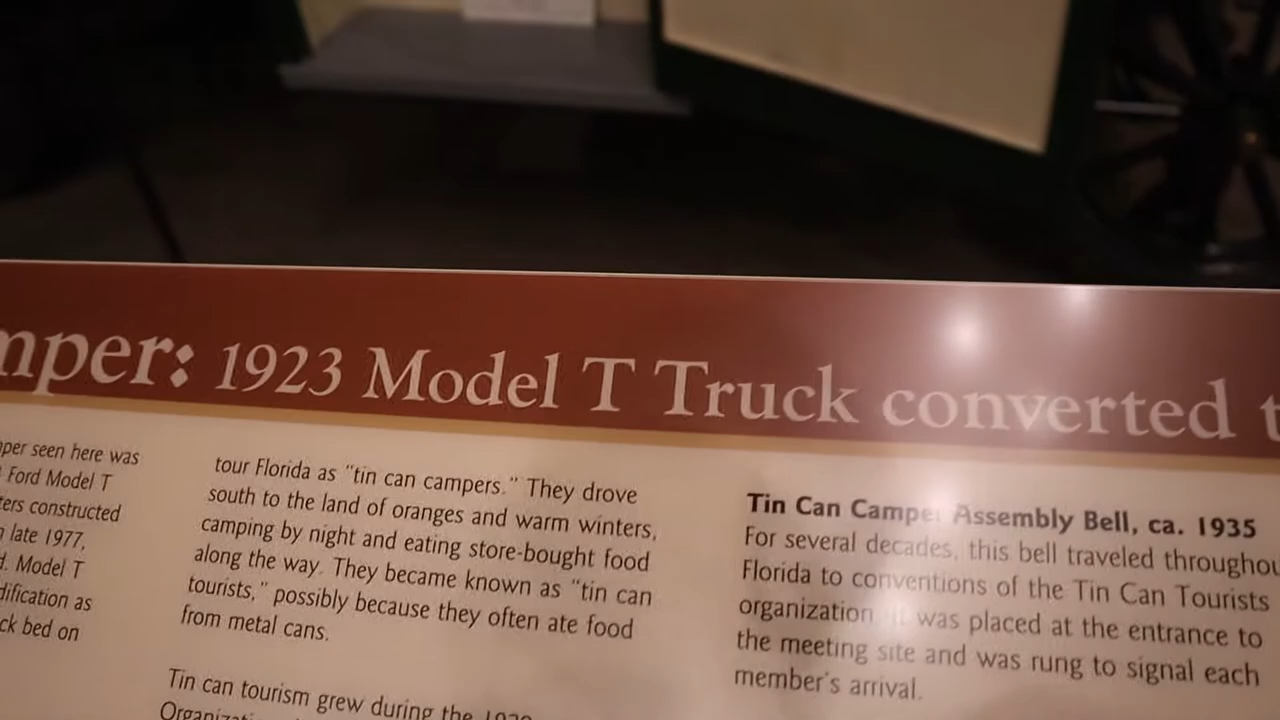 mper: 1923 Model T Truck converted t
per seen here was
Ford Model T
ters constructed
late 1977,
d. Model T
dification as
ck bed on
tour Florida as "tin can campers." They drove
south to the land of oranges and warm winters,
camping by night and eating store-bought food
along the way. They became known as "tin can
tourists," possibly because they often ate food
from metal cans.
Tin can tourism grew during the 1920
Organizati
Tin Can Camper Assembly Bell, ca. 1935
For several decades, this bell traveled throughou
Florida to conventions of the Tin Can Tourists
organization. It was placed at the entrance to
the meeting site and was rung to signal each
member's arrival.